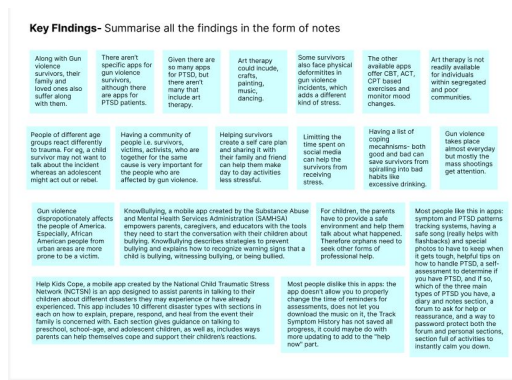 Key FIndings- Summarise all the findings in the form of notes
Along with Gun
violence
survivors, their
family and
loved ones also
suffer along
with them.
There aren't
specific apps for
gun violence
survivors,
although there
are apps for
PTSD patients.
Given there are
so many apps
for PTSD, but
there aren't
many that
include art
therapy.
Art therapy
could incude,
crafts,
painting,
music,
dancing.
Some survivors
also face physical
deformitites in
gun violence
incidents, which
adds a different
kind of stress.
The other
available apps
offer CBT, ACT,
CPT based
exercises and
monitor mood
changes.
Art therapy is not
readily available
for individuals
within segregated
and poor
communities.
People of different age
groups react differently
to trauma. For eg, a child
survivor may not want to
talk about the incident
whereas an adolescent
might act out or rebel.
Having a community of
people i.e. survivors,
victims, activists, who
are together for the
same cause is very
important for the people
who are affected by gun
violence.
Helping survivors
create a self care plan
and sharing it with
their family and friend
can help them make
day to day activities
less stressful.
Limitting the
time spent on
social media
can help the
survivors from
receiving
stress.
Having a list of
coping
mecahnisms- both
good and bad can
save survivors from
spiralling into bad
habits like
excessive drinking.
Gun violence
takes place
almost everyday
but mostly the
mass shootings
get attention.
Gun violence
disproportionately affects
the people of America.
Especially, African
American people from
urban areas are more
prone to be a victim.
KnowBullying, a mobile app created by the Substance Abuse
and Mental Health Services Administration (SAMHSA)
empowers parents, caregivers, and educators with the tools
they need to start the conversation with their children about
bullying. KnowBullying describes strategies to prevent
bullying and explains how to recognize warning signs that a
child is bullying, witnessing bullying, or being bullied.
For children, the parents
have to provide a safe
environment and help them
talk about what happened.
Therefore orphans need to
seek other forms of
professional help.
Most people like this in apps:
symptom and PTSD patterns
tracking systems, having a
safe song (really helps with
flashbacks) and special
photos to have to keep when
it gets tough, helpful tips on
how to handle PTSD, a self-
assessment to determine if
you have PTSD, and if so,
which of the three main
types of PTSD you have, a
diary and notes section, a
forum to ask for help or
reassurance, and a way to
password protect both the
forum and personal sections,
section full of activities to
instantly calm you down.
Help Kids Cope, a mobile app created by the National Child Traumatic Stress
Network (NCTSN) is an app designed to assist parents in talking to their
children about different disasters they may experience or have already
experienced. This app includes 10 different disaster types with sections in
each on how to explain, prepare, respond, and heal from the event their
family is concerned with. Each section gives guidance on talking to
preschool, school-age, and adolescent children, as well as, includes ways
parents can help themselves cope and support their children's reactions.
Most people dislike this in apps: the
app doesn't allow you to properly
change the time of reminders for
assessments, does not let you
download the music on it, the Track
Symptom History has not saved all
progress, it could maybe do with
more updating to add to the "help
now" part.